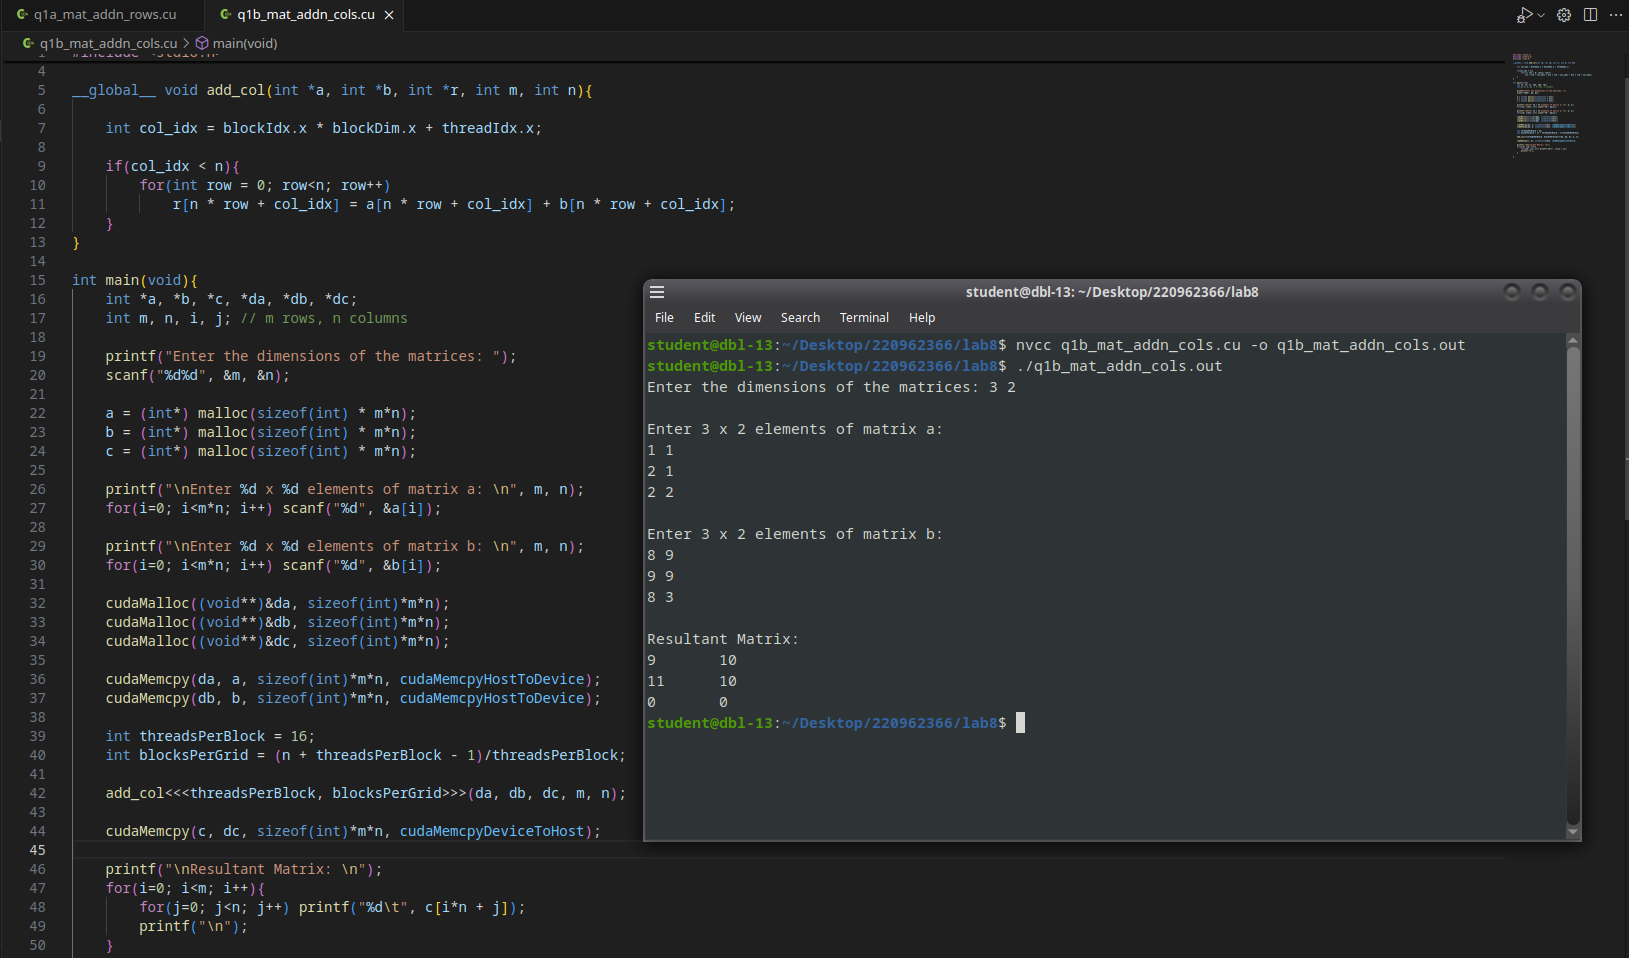 q1a_mat_addn_rows.cu
q1b_mat_addn_cols.cu
q1b_mat_addn_cols.cu > main(void)
4
5 __global__ void add_col(int *a, int *b, int *r, int m, int n){
6
7 int col_idx = blockIdx.x * blockDim.x + threadIdx.x;
8
9 if(col_idx < n){
10 for(int row = 0; row<n; row++)
11 r[n * row + col_idx] = a[n * row + col_idx] + b[n * row + col_idx];
12 }
13 }
14
15 int main(void){
16 int *a, *b, *c, *da, *db, *dc;
17 int m, n, i, j; // m rows, n columns
18
19 printf("Enter the dimensions of the matrices: ");
20 scanf("%d%d", &m, &n);
21
22 a = (int*) malloc(sizeof(int) * m*n);
23 b = (int*) malloc(sizeof(int) * m*n);
24 c = (int*) malloc(sizeof(int) * m*n);
25
26 printf("\nEnter %d x %d elements of matrix a: \n", m, n);
27 for(i=0; i<m*n; i++) scanf("%d", &a[i]);
28
29 printf("\nEnter %d x %d elements of matrix b: \n", m, n);
30 for(i=0; i<m*n; i++) scanf("%d", &b[i]);
31
32 cudaMalloc((void**)&da, sizeof(int)*m*n);
33 cudaMalloc((void**)&db, sizeof(int)*m*n);
34 cudaMalloc((void**)&dc, sizeof(int)*m*n);
35
36 cudaMemcpy(da, a, sizeof(int)*m*n, cudaMemcpyHostToDevice);
37 cudaMemcpy(db, b, sizeof(int)*m*n, cudaMemcpyHostToDevice);
38
39 int threadsPerBlock = 16;
40 int blocksPerGrid = (n + threadsPerBlock - 1)/threadsPerBlock;
41
42 add_col<<<threadsPerBlock, blocksPerGrid>>>(da, db, dc, m, n);
43
44 cudaMemcpy(c, dc, sizeof(int)*m*n, cudaMemcpyDeviceToHost);
45
46 printf("\nResultant Matrix: \n");
47 for(i=0; i<m; i++){
48 for(j=0; j<n; j++) printf("%d\t", c[i*n + j]);
49 printf("\n");
50 }
student@dbl-13: ~/Desktop/220962366/lab8
File Edit View Search Terminal Help
student@dbl-13:~/Desktop/220962366/lab8$ nvcc q1b_mat_addn_cols.cu -o q1b_mat_addn_cols.out
student@dbl-13:~/Desktop/220962366/lab8$ ./q1b_mat_addn_cols.out
Enter the dimensions of the matrices: 3 2
Enter 3 x 2 elements of matrix a:
1 1
2 1
2 2
Enter 3 x 2 elements of matrix b:
8 9
9 9
8 3
Resultant Matrix:
9 10
11 10
0 0
student@dbl-13:~/Desktop/220962366/lab8$